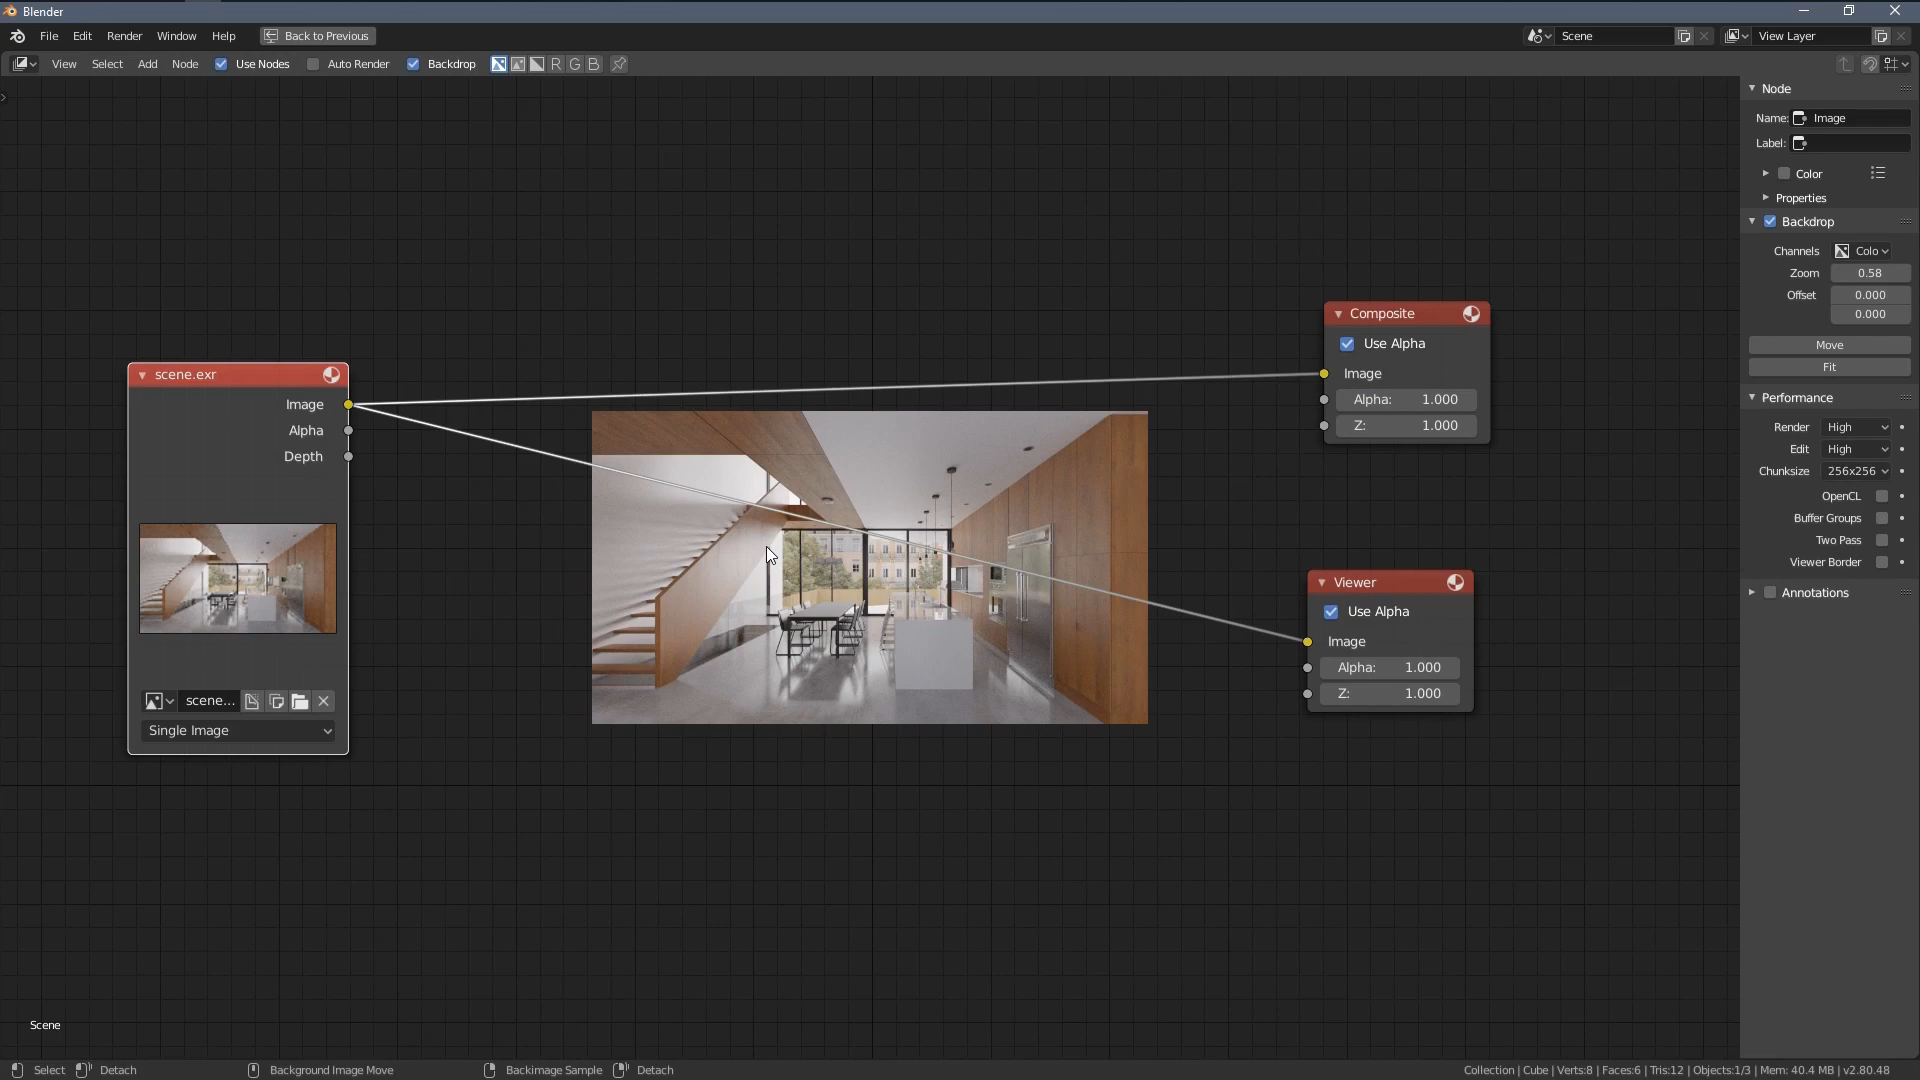 Blender
File Edit Render Window Help Back to Previous Scene View Layer
View Select Add Node Use Nodes Auto Render Backdrop R G B
Node
Name: Image
Label:
Color
Properties
Backdrop
Channels Colo
Zoom 0.58
Offset 0.000
0.000
Move
Fit
Performance
Render High
Edit High
Chunksize 256x256
OpenCL
Buffer Groups
Two Pass
Viewer Border
Annotations
scene.exr
Image
Alpha
Depth
scene...
Single Image
Composite
Use Alpha
Image
Alpha: 1.000
Z: 1.000
Viewer
Use Alpha
Image
Alpha: 1.000
Z: 1.000
Scene
Select Detach Background Image Move Backimage Sample Detach Collection | Cube | Verts:8 | Faces:6 | Tris:12 | Objects:1/3 | Mem: 40.4 MB | v2.80.48